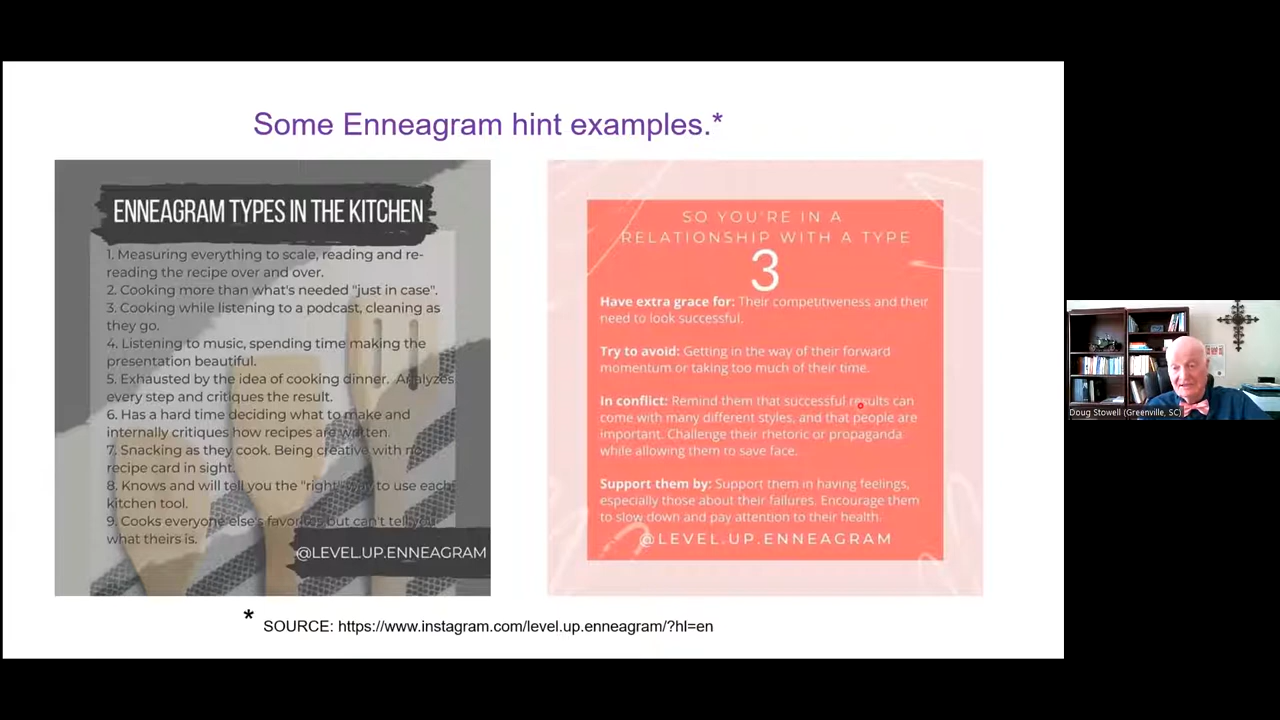 Some Enneagram hint examples.*
ENNEAGRAM TYPES IN THE KITCHEN
1. Measuring everything to scale, reading and re-
reading the recipe over and over.
2. Cooking more than what's needed "just in case".
3. Cooking while listening to a podcast, cleaning as
they go.
4. Listening to music, spending time making the
presentation beautiful.
5. Exhausted by the idea of cooking dinner. Analyzes
every step and critiques the result.
6. Has a hard time deciding what to make and
internally critiques how recipes are written.
7. Snacking as they cook. Being creative with no
recipe card in sight.
8. Knows and will tell you the "right" way to use each
kitchen tool.
9. Cooks everyone else's favorites but can't tell you
what theirs is.
@LEVEL.UP.ENNEAGRAM
SO YOU'RE IN A
RELATIONSHIP WITH A TYPE
3
Have extra grace for: Their competitiveness and their
need to look successful.
Try to avoid: Getting in the way of their forward
momentum or taking too much of their time.
In conflict: Remind them that successful results can
come with many different styles, and that people are
important. Challenge their rhetoric or propaganda
while allowing them to save face.
Support them by: Support them in having feelings,
especially those about their failures. Encourage them
to slow down and pay attention to their health.
@LEVEL.UP.ENNEAGRAM
* SOURCE: https://www.instagram.com/level.up.enneagram/?hl=en
Doug Stowell (Greenville, SC)